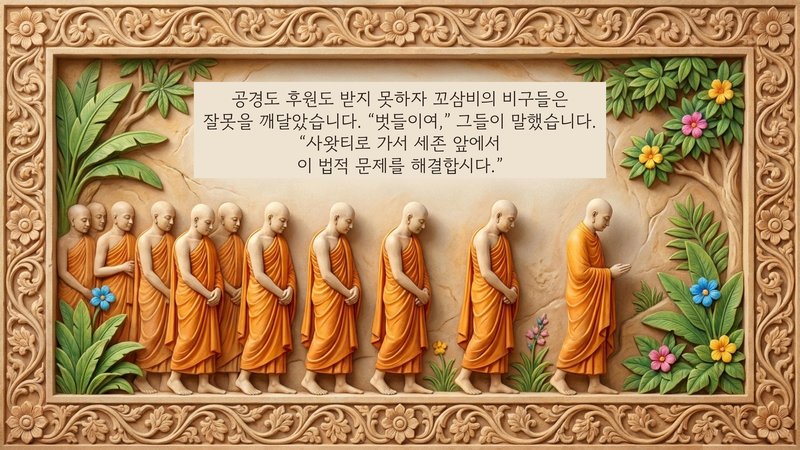 공경도 후원도 받지 못하자 꼬삼비의 비구들은
잘못을 깨달았습니다. “벗들이여,” 그들이 말했습니다.
“사왓티로 가서 세존 앞에서
이 법적 문제를 해결합시다.”